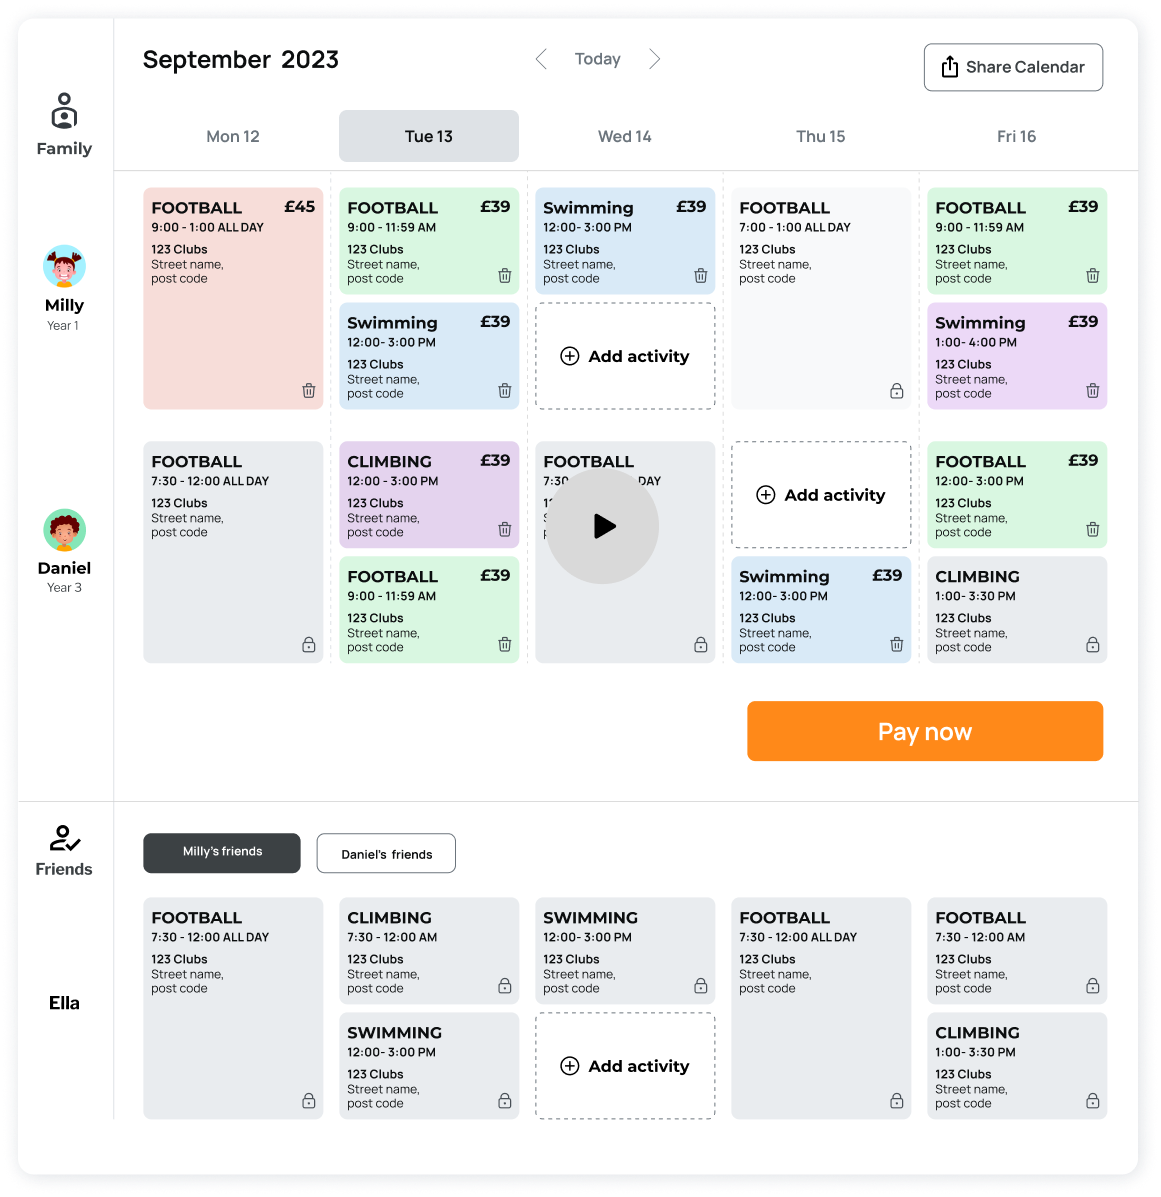 September 2023
Today
Share Calendar
Family
Mon 12
Tue 13
Wed 14
Thu 15
Fri 16
Milly
Year 1
FOOTBALL £45
9:00 - 1:00 ALL DAY
123 Clubs
Street name,
post code
FOOTBALL £39
9:00 - 11:59 AM
123 Clubs
Street name,
post code
Swimming £39
12:00- 3:00 PM
123 Clubs
Street name,
post code
Swimming £39
12:00- 3:00 PM
123 Clubs
Street name,
post code
Add activity
FOOTBALL
7:00 - 1:00 ALL DAY
123 Clubs
Street name,
post code
FOOTBALL £39
9:00 - 11:59 AM
123 Clubs
Street name,
post code
Swimming £39
1:00- 4:00 PM
123 Clubs
Street name,
post code
Daniel
Year 3
FOOTBALL
7:30 - 12:00 ALL DAY
123 Clubs
Street name,
post code
CLIMBING £39
12:00 - 3:00 PM
123 Clubs
Street name,
post code
FOOTBALL £39
9:00 - 11:59 AM
123 Clubs
Street name,
post code
FOOTBALL
Add activity
Swimming £39
12:00- 3:00 PM
123 Clubs
Street name,
post code
FOOTBALL £39
12:00- 3:00 PM
123 Clubs
Street name,
post code
CLIMBING
1:00- 3:30 PM
123 Clubs
Street name,
post code
Pay now
Friends
Milly's friends
Daniel's friends
Ella
FOOTBALL
7:30 - 12:00 ALL DAY
123 Clubs
Street name,
post code
CLIMBING
7:30 - 12:00 AM
123 Clubs
Street name,
post code
SWIMMING
12:00- 3:00 PM
123 Clubs
Street name,
post code
SWIMMING
12:00- 3:00 PM
123 Clubs
Street name,
post code
Add activity
FOOTBALL
7:30 - 12:00 ALL DAY
123 Clubs
Street name,
post code
FOOTBALL
7:30 - 12:00 AM
123 Clubs
Street name,
post code
CLIMBING
1:00- 3:30 PM
123 Clubs
Street name,
post code